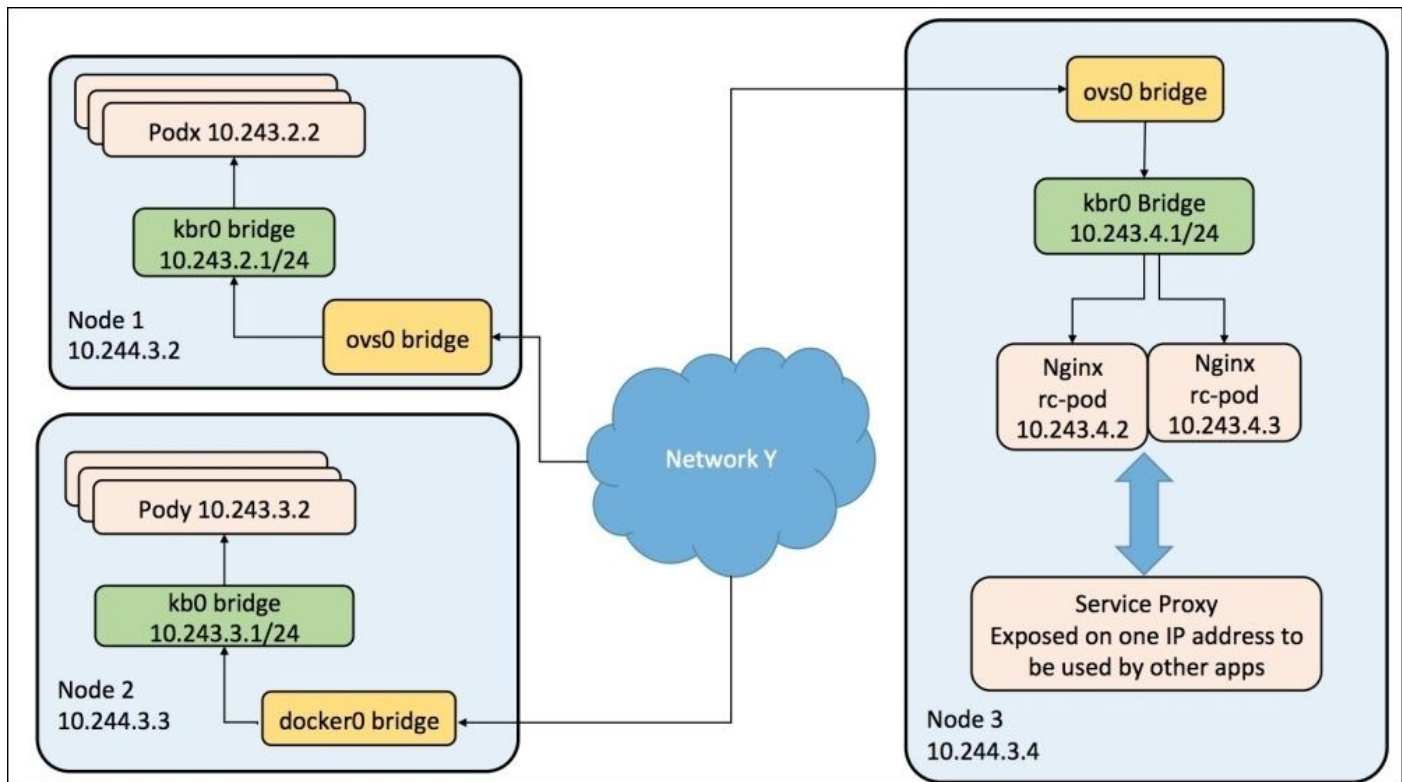 Podx 10.243.2.2
kbr0 bridge
10.243.2.1/24
Node 1
10.244.3.2
ovs0 bridge
Pody 10.243.3.2
kb0 bridge
10.243.3.1/24
Node 2
10.244.3.3
docker0 bridge
Network Y
ovs0 bridge
kbr0 Bridge
10.243.4.1/24
Nginx
rc-pod
10.243.4.2
Nginx
rc-pod
10.243.4.3
Service Proxy
Exposed on one IP address to
be used by other apps
Node 3
10.244.3.4